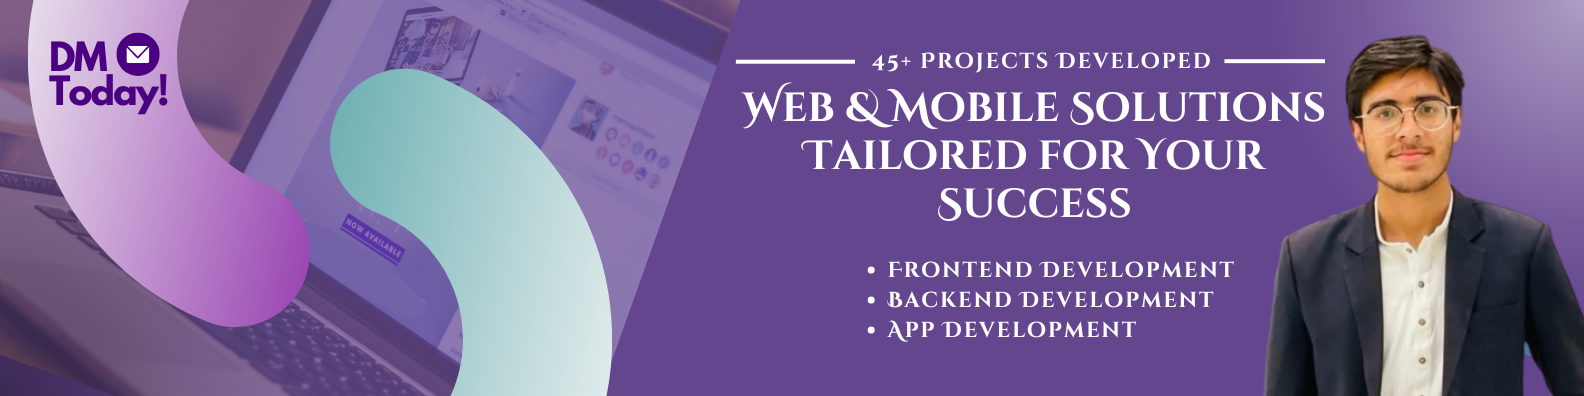 DM
Today!
45+ Projects Developed
Web & Mobile Solutions
Tailored for Your
Success
• Frontend Development
• Backend Development
• App Development
NOW AVAILABLE